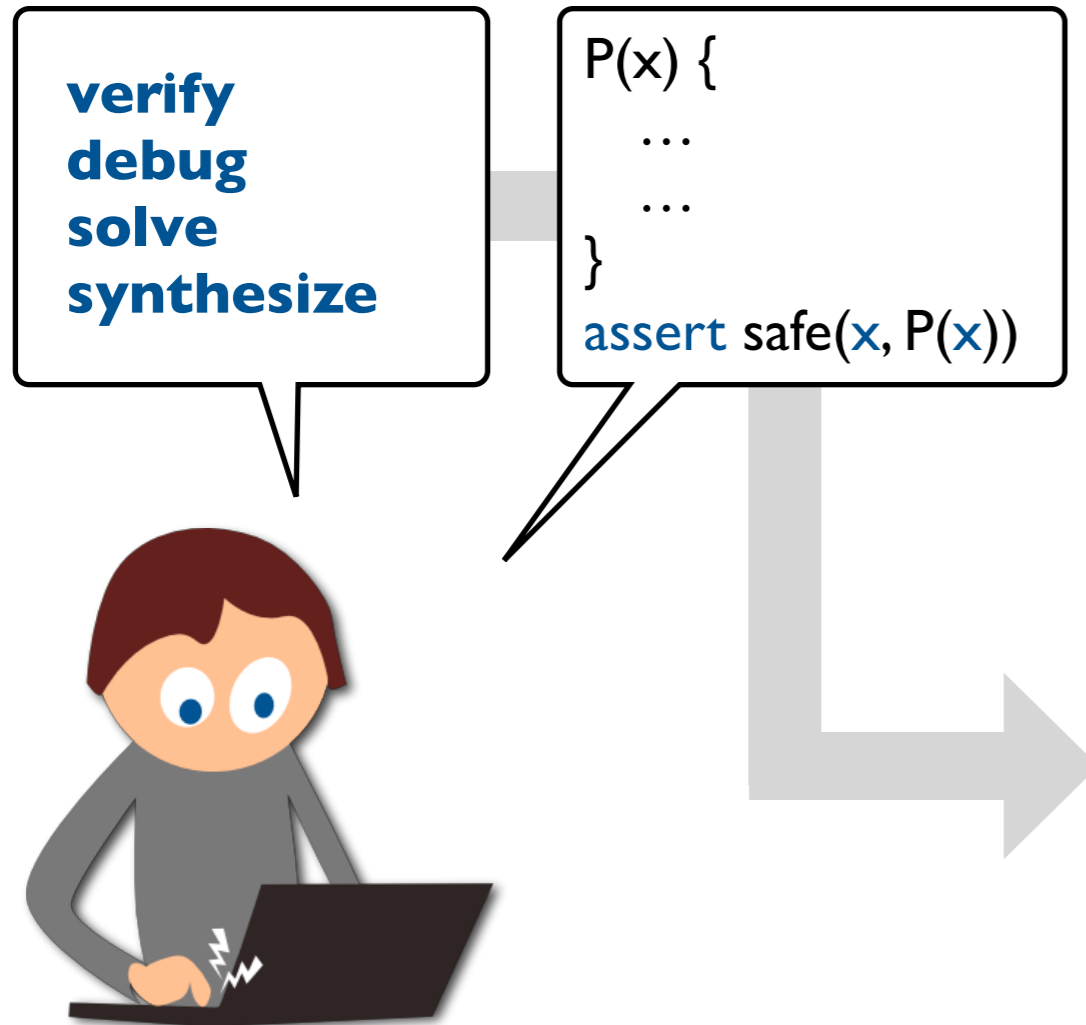 verify
debug
solve
synthesize
P(x) {
…
…
}
assert safe(x, P(x))